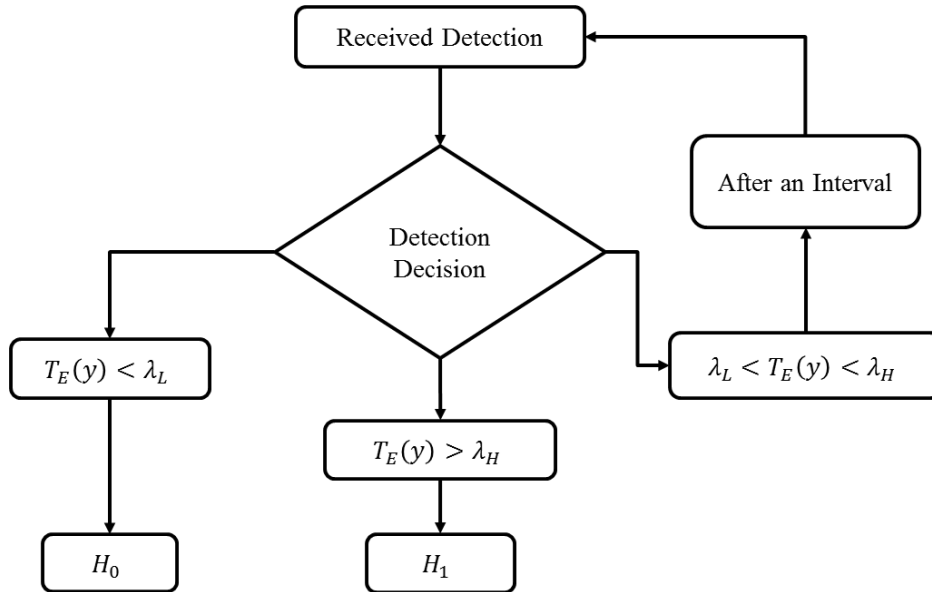 Received Detection
After an Interval
Detection
Decision
T_E(y) < λ_L
λ_L < T_E(y) < λ_H
T_E(y) > λ_H
H_0
H_1